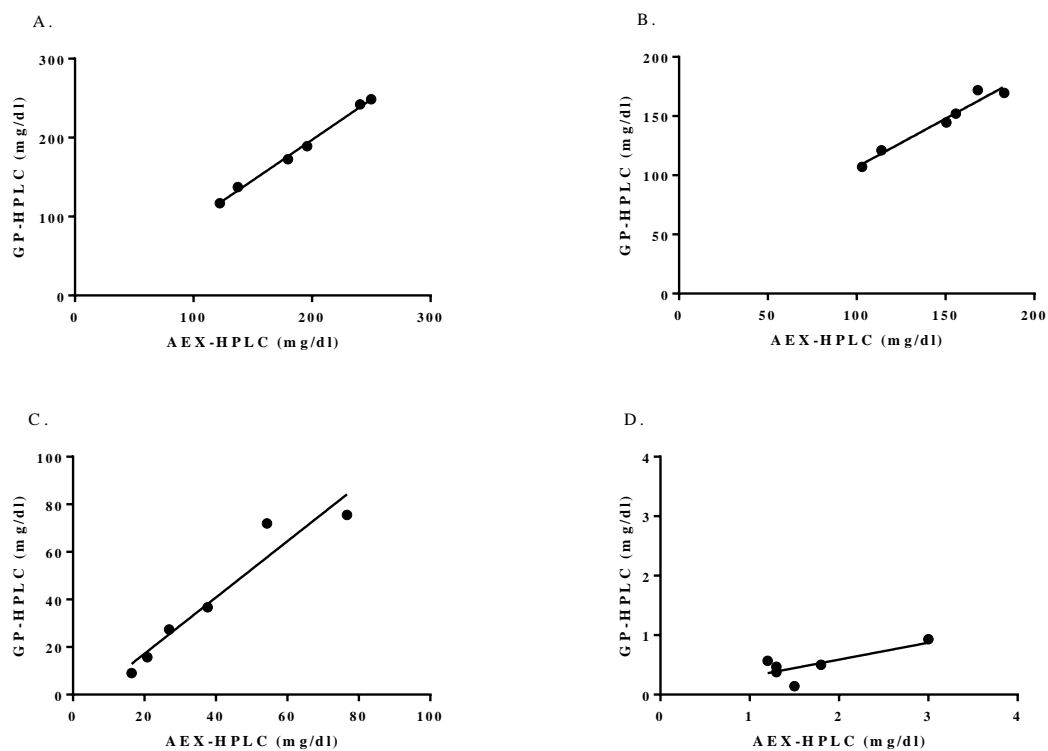 A.
300
200
100
0
GP-HPLC (mg/dl)
0 100 200 300
AEX-HPLC (mg/dl)
B.
200
150
100
50
0
GP-HPLC (mg/dl)
0 50 100 150 200
AEX-HPLC (mg/dl)
C.
100
80
60
40
20
0
GP-HPLC (mg/dl)
0 20 40 60 80 100
AEX-HPLC (mg/dl)
D.
4
3
2
1
0
GP-HPLC (mg/dl)
0 1 2 3 4
AEX-HPLC (mg/dl)